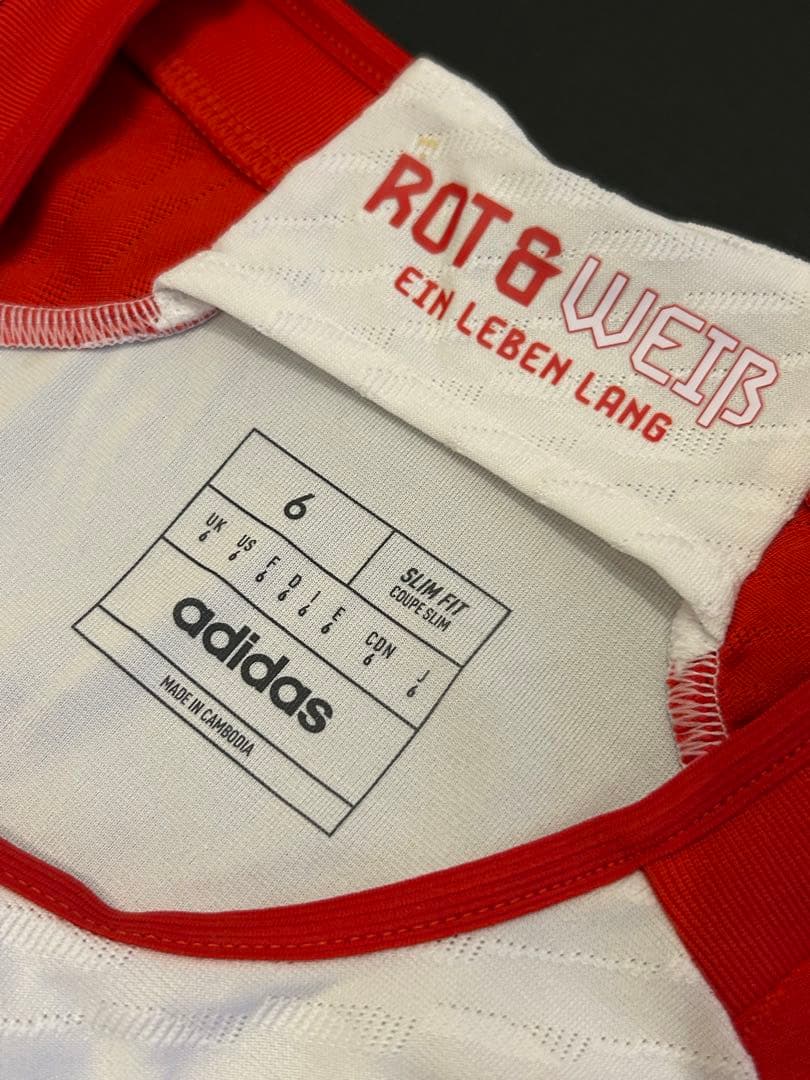 ROT & WEIß
EIN LEBEN LANG
6
SLIM FIT
COUPE SLIM
UK US F D I E CDN J
6 6 6 6 6 6 6 6
adidas
MADE IN CAMBODIA